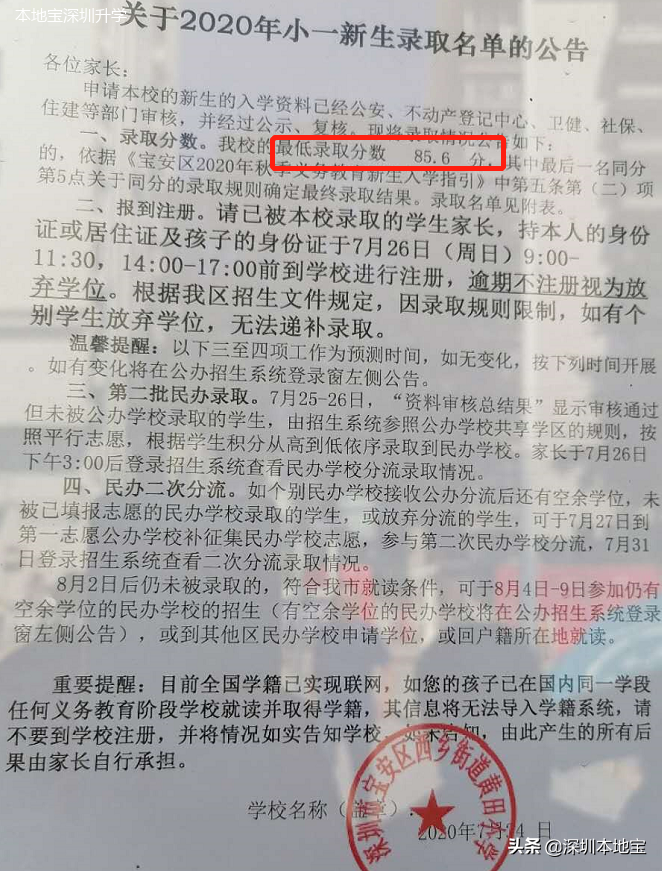 本地宝深圳升学
关于2020年小一新生录取名单的公告
各位家长：
申请本校的新生的入学资料已经公安、不动产登记中心、卫健、社保、
住建等部门审核，并经过公示、复核。现将录取情况公告如下：
一、录取分数。我校的最低录取分数 85.6 分，其中最后一名同分
的，依据《宝安区2020年秋季义务教育新生入学指引》中第五条第（二）项
第5点关于同分的录取规则确定最终录取结果。录取名单见附表。
二、报到注册。请已被本校录取的学生家长，持本人的身份
证或居住证及孩子的身份证于7月26日（周日）9:00-
11:30，14:00-17:00前到学校进行注册，逾期不注册视为放
弃学位。根据我区招生文件规定，因录取规则限制，如有个
别学生放弃学位，无法递补录取。
温馨提醒：以下三至四项工作为预测时间，如无变化，按下列时间开展
。如有变化将在公办招生系统登录窗左侧公告。
三、第二批民办录取。7月25-26日，“资料审核总结果”显示审核通过
但未被公办学校录取的学生，由招生系统参照公办学校共享学区的规则，按
照平行志愿，根据学生积分从高到低依序录取到民办学校。家长于7月26日
下午3:00后登录招生系统查看民办学校分流录取情况。
四、民办二次分流。如个别民办学校接收公办分流后还有空余学位，未
被已填报志愿的民办学校录取的学生，或放弃分流的学生，可于7月27日到
第一志愿公办学校补征集民办学校志愿，参与第二次民办学校分流，7月31
日登录招生系统查看二次分流录取情况。
8月2日后仍未被录取的，符合我市就读条件，可于8月4日-9日参加仍有
空余学位的民办学校的招生（有空余学位的民办学校将在公办招生系统登录
窗左侧公告），或到其他区民办学校申请学位，或回户籍所在地就读。
重要提醒：目前全国学籍已实现联网，如您的孩子已在国内同一学段
任何义务教育阶段学校就读并取得学籍，其信息将无法导入学籍系统，请
不要到学校注册，并将情况如实告知学校。如未告知，由此产生的所有后
果由家长自行承担。
学校名称（盖章）：
深圳市宝安区西乡街道黄田小学
2020年7月24 日
头条 @深圳本地宝